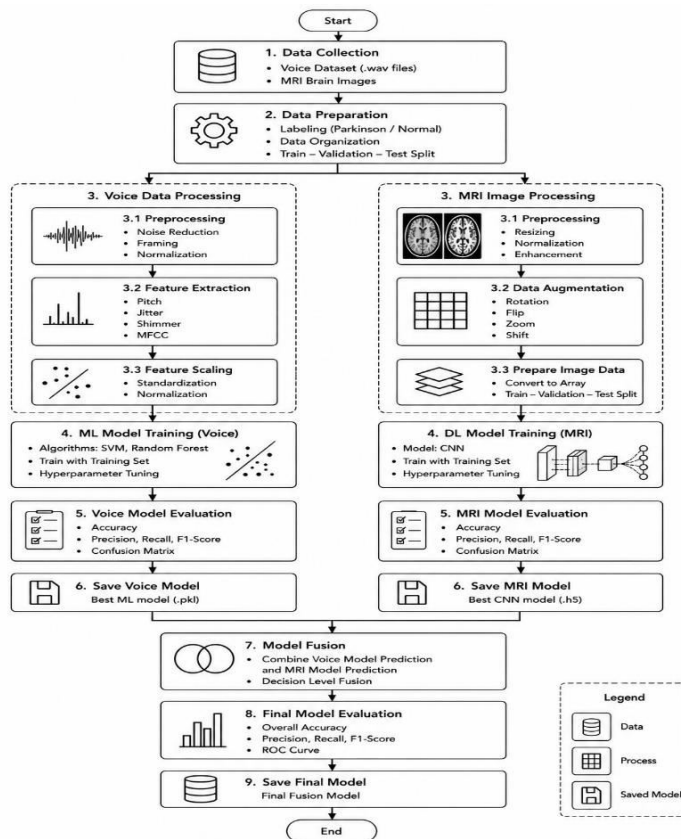 Start
1. Data Collection
• Voice Dataset (.wav files)
• MRI Brain Images
2. Data Preparation
• Labeling (Parkinson / Normal)
• Data Organization
• Train – Validation – Test Split
3. Voice Data Processing
3.1 Preprocessing
• Noise Reduction
• Framing
• Normalization
3.2 Feature Extraction
• Pitch
• Jitter
• Shimmer
• MFCC
3.3 Feature Scaling
• Standardization
• Normalization
4. ML Model Training (Voice)
• Algorithms: SVM, Random Forest
• Train with Training Set
• Hyperparameter Tuning
5. Voice Model Evaluation
• Accuracy
• Precision, Recall, F1-Score
• Confusion Matrix
6. Save Voice Model
Best ML model (.pkl)
3. MRI Image Processing
3.1 Preprocessing
• Resizing
• Normalization
• Enhancement
3.2 Data Augmentation
• Rotation
• Flip
• Zoom
• Shift
3.3 Prepare Image Data
• Convert to Array
• Train – Validation – Test Split
4. DL Model Training (MRI)
• Model: CNN
• Train with Training Set
• Hyperparameter Tuning
5. MRI Model Evaluation
• Accuracy
• Precision, Recall, F1-Score
• Confusion Matrix
6. Save MRI Model
Best CNN model (.h5)
7. Model Fusion
• Combine Voice Model Prediction
and MRI Model Prediction
• Decision Level Fusion
8. Final Model Evaluation
• Overall Accuracy
• Precision, Recall, F1-Score
• ROC Curve
9. Save Final Model
Final Fusion Model
End
Legend
Data
Process
Saved Model